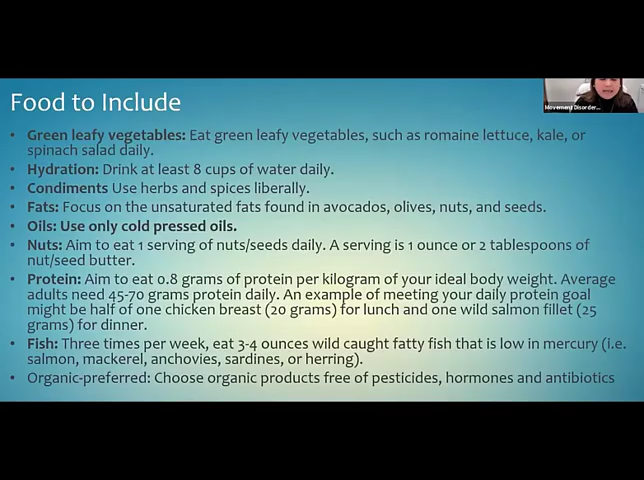 Movement Disorder...
Food to Include
• Green leafy vegetables: Eat green leafy vegetables, such as romaine lettuce, kale, or
spinach salad daily.
• Hydration: Drink at least 8 cups of water daily.
• Condiments Use herbs and spices liberally.
• Fats: Focus on the unsaturated fats found in avocados, olives, nuts, and seeds.
• Oils: Use only cold pressed oils.
• Nuts: Aim to eat 1 serving of nuts/seeds daily. A serving is 1 ounce or 2 tablespoons of
nut/seed butter.
• Protein: Aim to eat 0.8 grams of protein per kilogram of your ideal body weight. Average
adults need 45-70 grams protein daily. An example of meeting your daily protein goal
might be half of one chicken breast (20 grams) for lunch and one wild salmon fillet (25
grams) for dinner.
• Fish: Three times per week, eat 3-4 ounces wild caught fatty fish that is low in mercury (i.e.
salmon, mackerel, anchovies, sardines, or herring).
• Organic-preferred: Choose organic products free of pesticides, hormones and antibiotics